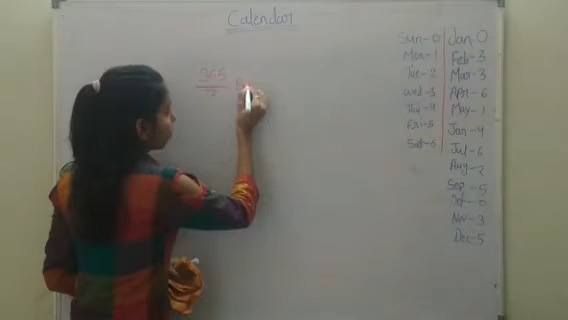 Calendar
365
7
R
Sun-0
Mon-1
Tue-2
Wed-3
Thu-4
Fri-5
Sat-6
Jan-0
Feb-3
Mar-3
Apr-6
May-1
Jan-4
Jul-6
Aug-2
Sep-5
Oct-0
Nov-3
Dec-5